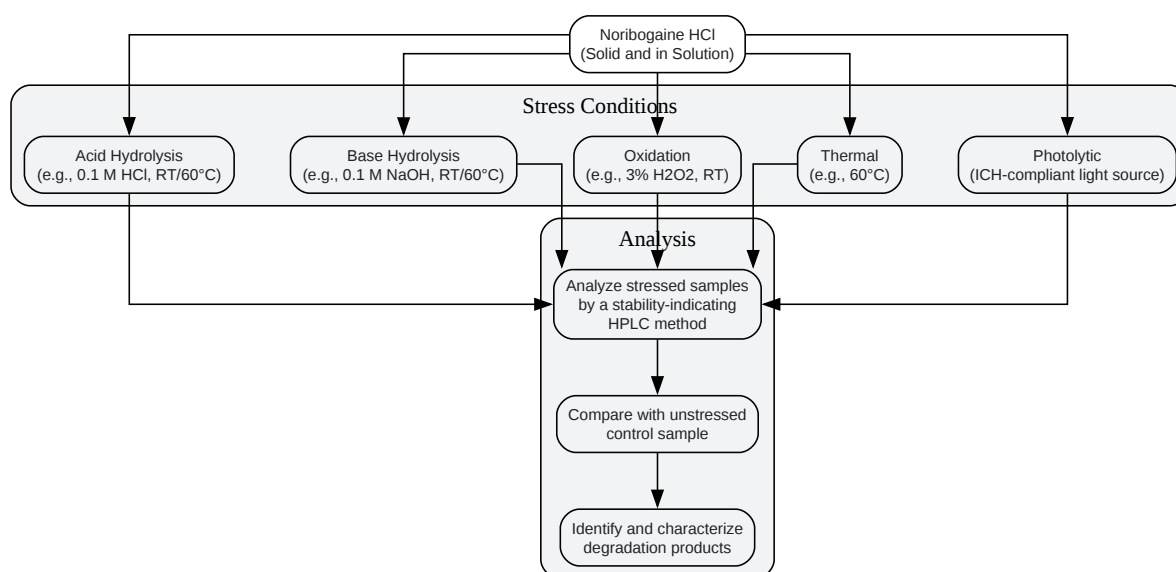 Noribogaine HCl
(Solid and in Solution)
Stress Conditions
Acid Hydrolysis
(e.g., 0.1 M HCl, RT/60°C)
Base Hydrolysis
(e.g., 0.1 M NaOH, RT/60°C)
Oxidation
(e.g., 3% H2O2, RT)
Thermal
(e.g., 60°C)
Photolytic
(ICH-compliant light source)
Analysis
Analyze stressed samples
by a stability-indicating
HPLC method
Compare with unstressed
control sample
Identify and characterize
degradation products